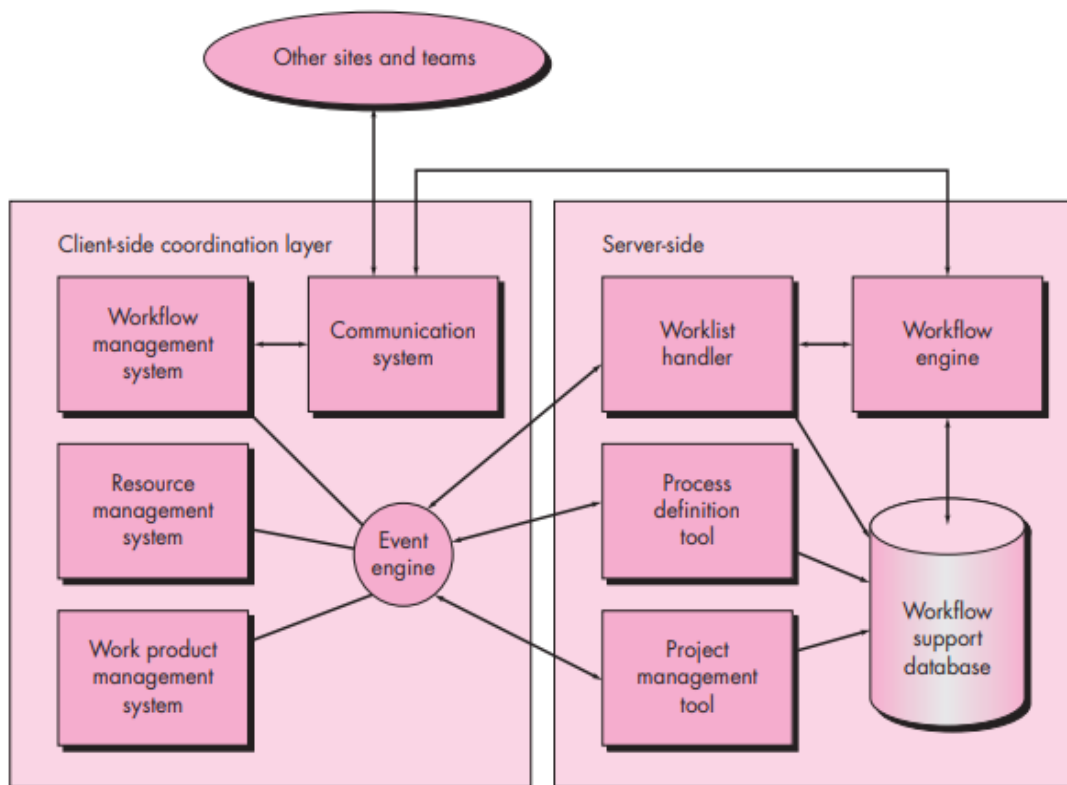 Other sites and teams
Client-side coordination layer
Workflow
management
system
Communication
system
Resource
management
system
Event
engine
Work product
management
system
Server-side
Worklist
handler
Workflow
engine
Process
definition
tool
Project
management
tool
Workflow
support
database